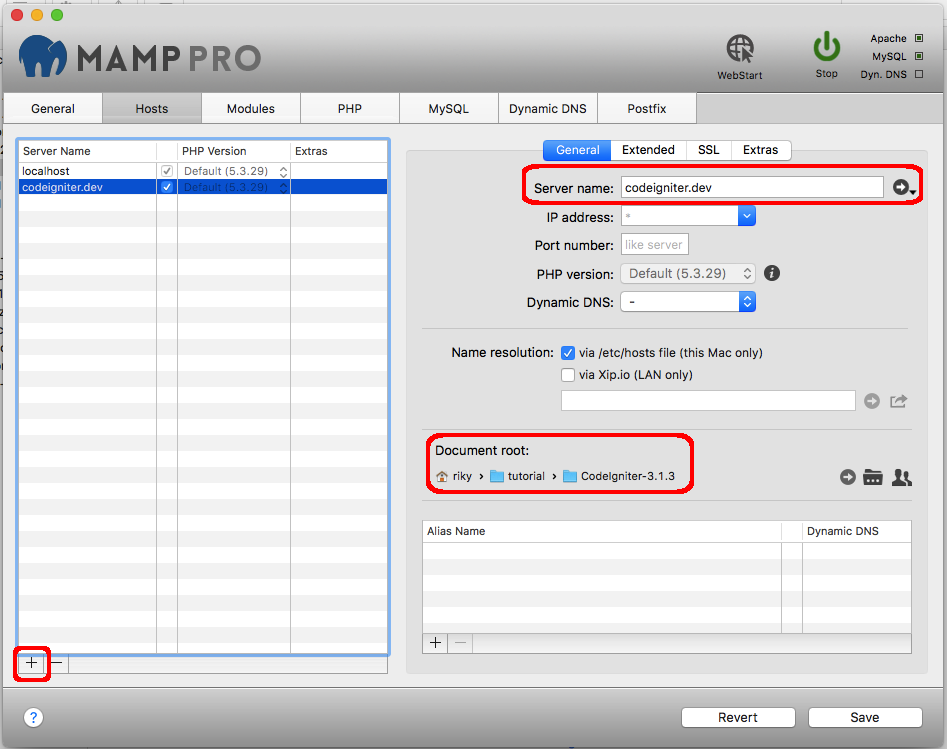 MAMP PRO
WebStart
Stop
Apache
MySQL
Dyn. DNS
General
Hosts
Modules
PHP
MySQL
Dynamic DNS
Postfix
Server Name PHP Version Extras
localhost Default (5.3.29)
codeigniter.dev Default (5.3.29)
+ −
General Extended SSL Extras
Server name: codeigniter.dev
IP address: *
Port number: like server
PHP version: Default (5.3.29)
Dynamic DNS: -
Name resolution: via /etc/hosts file (this Mac only)
via Xip.io (LAN only)
Document root:
riky › tutorial › CodeIgniter-3.1.3
Alias Name Dynamic DNS
+ −
?
Revert
Save